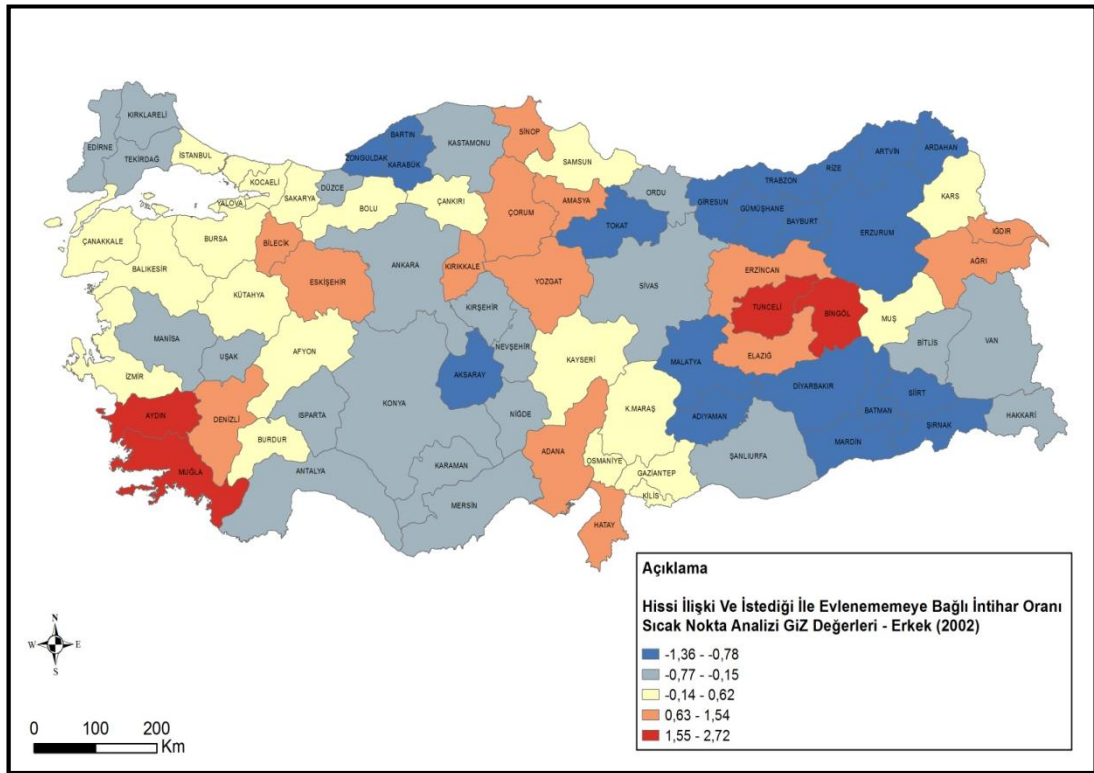 KIRKLARELİ
EDİRNE
TEKİRDAĞ
İSTANBUL
KOCAELİ
YALOVA
SAKARYA
DÜZCE
ZONGULDAK
BARTIN
KARABÜK
KASTAMONU
SİNOP
SAMSUN
BOLU
ÇANKIRI
ÇORUM
AMASYA
TOKAT
ORDU
GİRESUN
TRABZON
RİZE
ARTVİN
ARDAHAN
GÜMÜŞHANE
BAYBURT
ERZURUM
KARS
IĞDIR
AĞRI
ÇANAKKALE
BALIKESİR
BURSA
BİLECİK
ESKİŞEHİR
KÜTAHYA
ANKARA
KIRIKKALE
YOZGAT
SİVAS
ERZİNCAN
TUNCELİ
BİNGÖL
MUŞ
BİTLİS
VAN
HAKKARİ
MANİSA
UŞAK
AFYON
İZMİR
AYDIN
DENİZLİ
MUĞLA
BURDUR
ISPARTA
ANTALYA
KONYA
KIRŞEHİR
NEVŞEHİR
AKSARAY
NİĞDE
KARAMAN
MERSİN
KAYSERİ
ADANA
K.MARAŞ
OSMANİYE
GAZİANTEP
KİLİS
HATAY
MALATYA
ELAZIĞ
ADIYAMAN
DİYARBAKIR
ŞANLIURFA
MARDİN
BATMAN
SİİRT
ŞIRNAK
N
W E
S
0 100 200
Km
Açıklama
Hissi İlişki Ve İstediği İle Evlenememeye Bağlı İntihar Oranı
Sıcak Nokta Analizi GiZ Değerleri - Erkek (2002)
-1,36 - -0,78
-0,77 - -0,15
-0,14 - 0,62
0,63 - 1,54
1,55 - 2,72